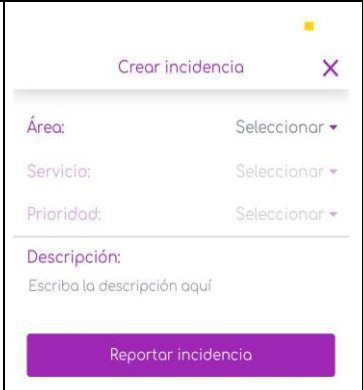 Crear incidencia X
Área: Seleccionar
Servicio: Seleccionar
Prioridad: Seleccionar
Descripción:
Escriba la descripción aquí
Reportar incidencia